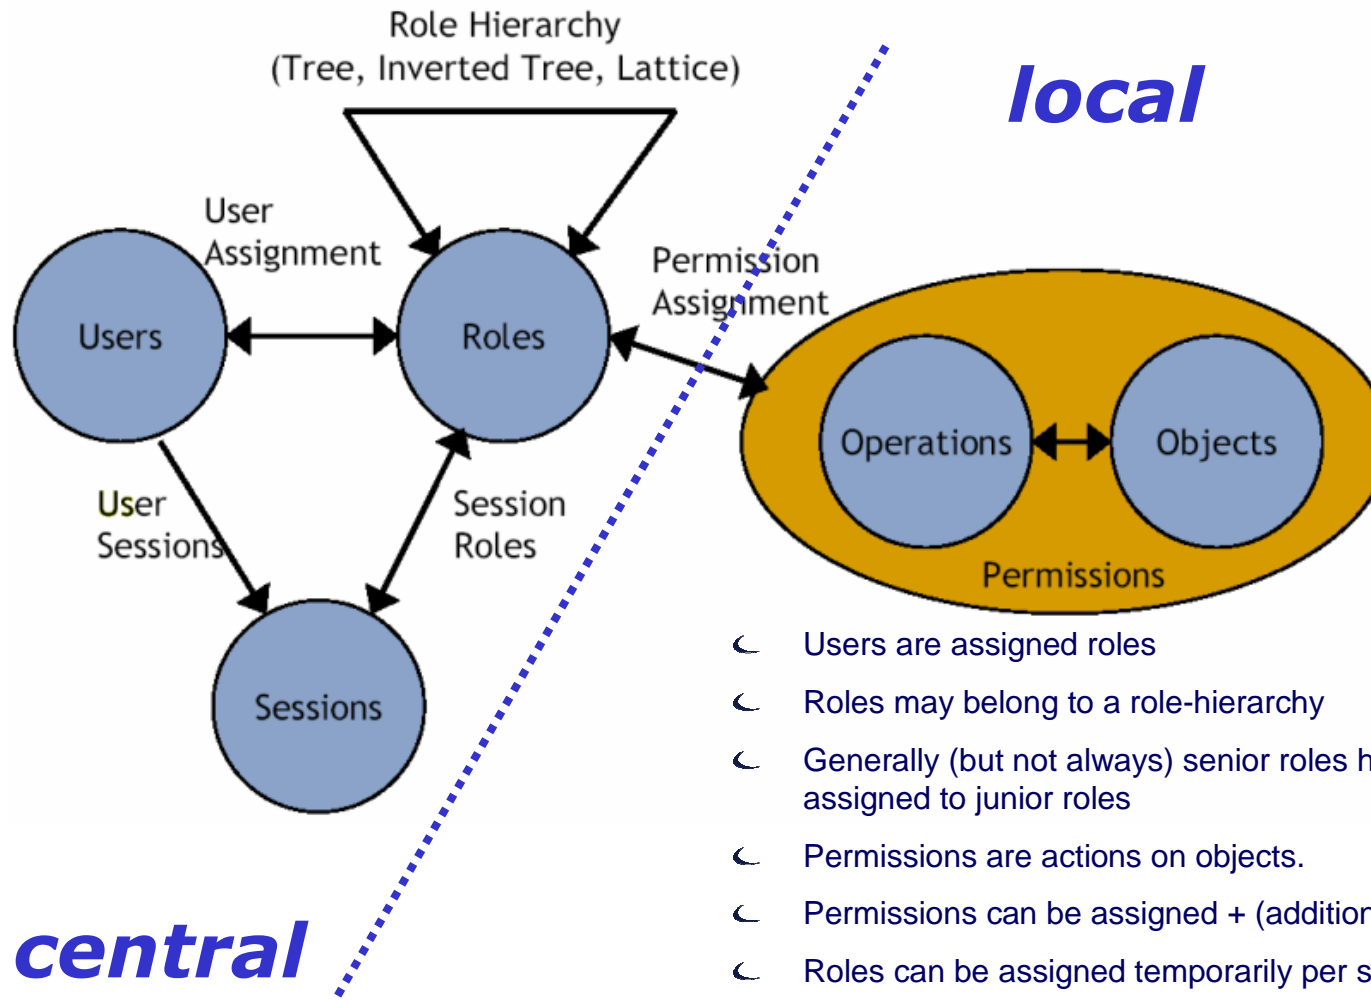 Role Hierarchy
(Tree, Inverted Tree, Lattice)
local
User
Assignment
Permission
Assignment
Users
Roles
Operations
Objects
User
Sessions
Session
Roles
Permissions
Sessions
Users are assigned roles
Roles may belong to a role-hierarchy
Generally (but not always) senior roles
assigned to junior roles
Permissions are actions on objects.
Permissions can be assigned +
Roles can be assigned temporarily per
central